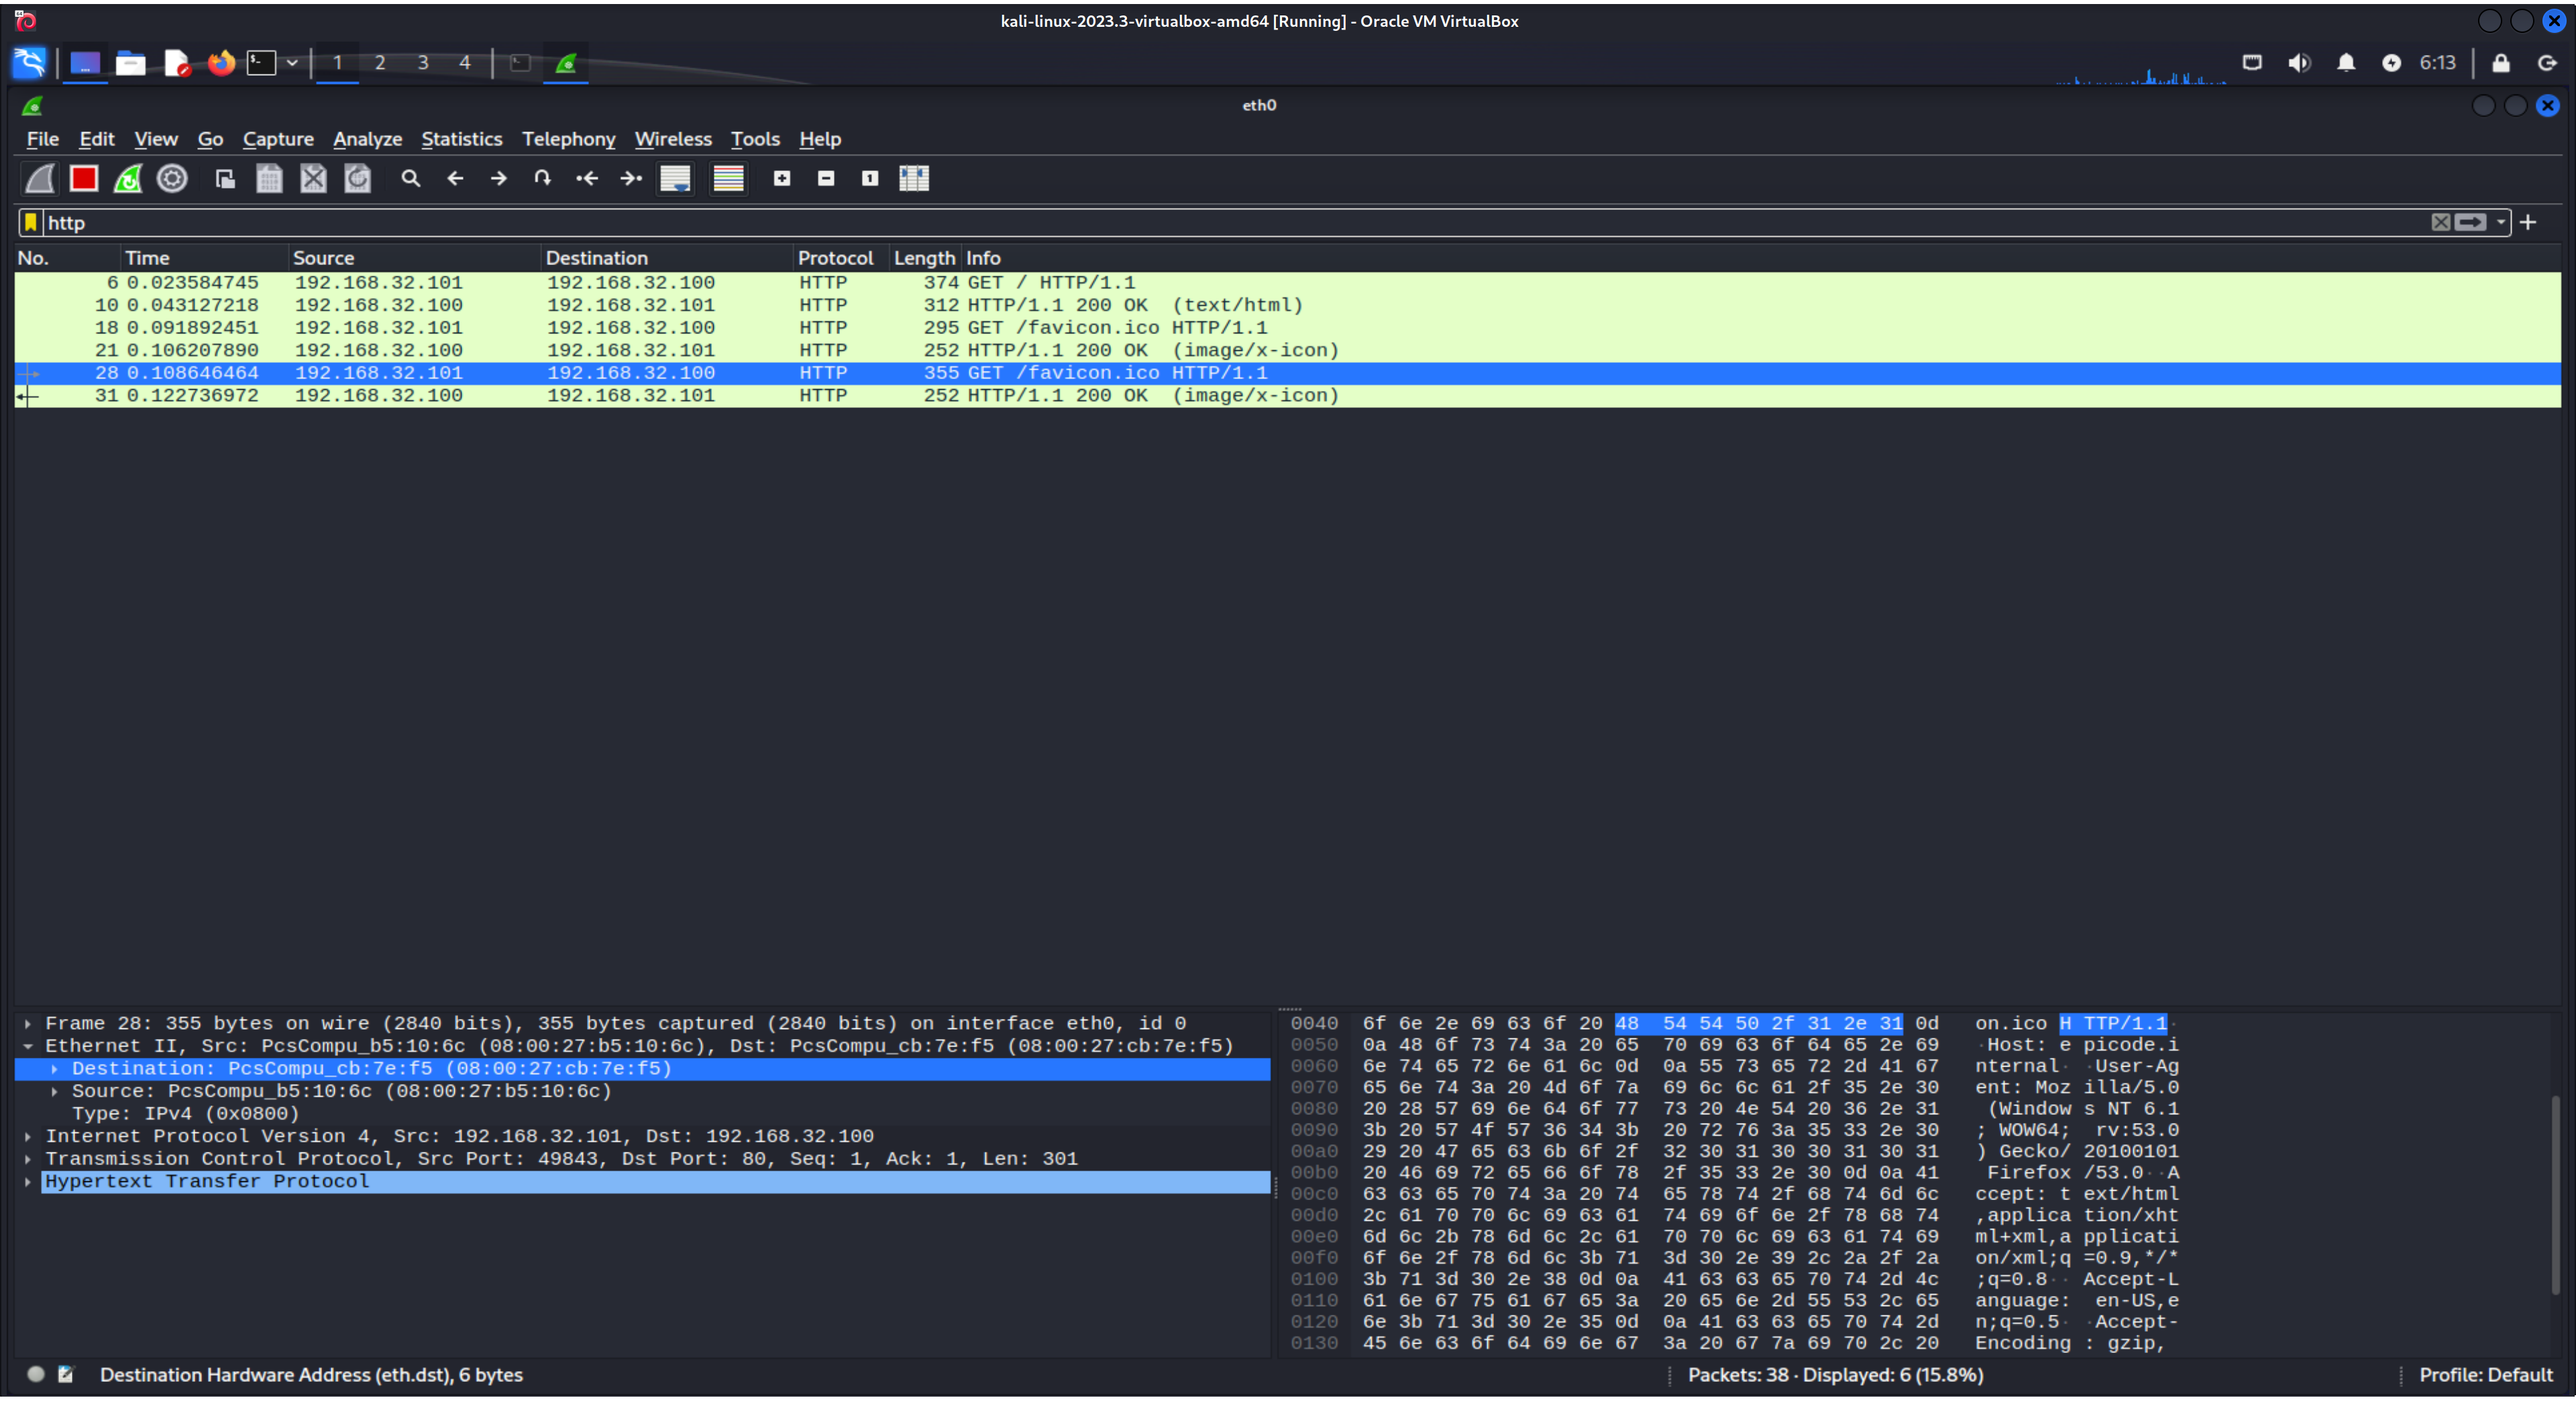 kali-linux-2023.3-virtualbox-amd64 [Running] - Oracle VM VirtualBox
1 2 3 4 6:13
eth0
File Edit View Go Capture Analyze Statistics Telephony Wireless Tools Help
http
No. Time Source Destination Protocol Length Info
6 0.023584745 192.168.32.101 192.168.32.100 HTTP 374 GET / HTTP/1.1
10 0.043127218 192.168.32.100 192.168.32.101 HTTP 312 HTTP/1.1 200 OK (text/html)
18 0.091892451 192.168.32.101 192.168.32.100 HTTP 295 GET /favicon.ico HTTP/1.1
21 0.106207890 192.168.32.100 192.168.32.101 HTTP 252 HTTP/1.1 200 OK (image/x-icon)
28 0.108646464 192.168.32.101 192.168.32.100 HTTP 355 GET /favicon.ico HTTP/1.1
31 0.122736972 192.168.32.100 192.168.32.101 HTTP 252 HTTP/1.1 200 OK (image/x-icon)
Frame 28: 355 bytes on wire (2840 bits), 355 bytes captured (2840 bits) on interface eth0, id 0
Ethernet II, Src: PcsCompu_b5:10:6c (08:00:27:b5:10:6c), Dst: PcsCompu_cb:7e:f5 (08:00:27:cb:7e:f5)
Destination: PcsCompu_cb:7e:f5 (08:00:27:cb:7e:f5)
Source: PcsCompu_b5:10:6c (08:00:27:b5:10:6c)
Type: IPv4 (0x0800)
Internet Protocol Version 4, Src: 192.168.32.101, Dst: 192.168.32.100
Transmission Control Protocol, Src Port: 49843, Dst Port: 80, Seq: 1, Ack: 1, Len: 301
Hypertext Transfer Protocol
0040 6f 6e 2e 69 63 6f 20 48 54 54 50 2f 31 2e 31 0d on.ico H TTP/1.1·
0050 0a 48 6f 73 74 3a 20 65 70 69 63 6f 64 65 2e 69 ·Host: e picode.i
0060 6e 74 65 72 6e 61 6c 0d 0a 55 73 65 72 2d 41 67 nternal· ·User-Ag
0070 65 6e 74 3a 20 4d 6f 7a 69 6c 6c 61 2f 35 2e 30 ent: Moz illa/5.0
0080 20 28 57 69 6e 64 6f 77 73 20 4e 54 20 36 2e 31 (Window s NT 6.1
0090 3b 20 57 4f 57 36 34 3b 20 72 76 3a 35 33 2e 30 ; WOW64; rv:53.0
00a0 29 20 47 65 63 6b 6f 2f 32 30 31 30 30 31 30 31 ) Gecko/ 20100101
00b0 20 46 69 72 65 66 6f 78 2f 35 33 2e 30 0d 0a 41 Firefox /53.0··A
00c0 63 63 65 70 74 3a 20 74 65 78 74 2f 68 74 6d 6c ccept: t ext/html
00d0 2c 61 70 70 6c 69 63 61 74 69 6f 6e 2f 78 68 74 ,applica tion/xht
00e0 6d 6c 2b 78 6d 6c 2c 61 70 70 6c 69 63 61 74 69 ml+xml,a pplicati
00f0 6f 6e 2f 78 6d 6c 3b 71 3d 30 2e 39 2c 2a 2f 2a on/xml;q =0.9,*/*
0100 3b 71 3d 30 2e 38 0d 0a 41 63 63 65 70 74 2d 4c ;q=0.8·· Accept-L
0110 61 6e 67 75 61 67 65 3a 20 65 6e 2d 55 53 2c 65 anguage: en-US,e
0120 6e 3b 71 3d 30 2e 35 0d 0a 41 63 63 65 70 74 2d n;q=0.5· ·Accept-
0130 45 6e 63 6f 64 69 6e 67 3a 20 67 7a 69 70 2c 20 Encoding : gzip,
Destination Hardware Address (eth.dst), 6 bytes Packets: 38 · Displayed: 6 (15.8%) Profile: Default